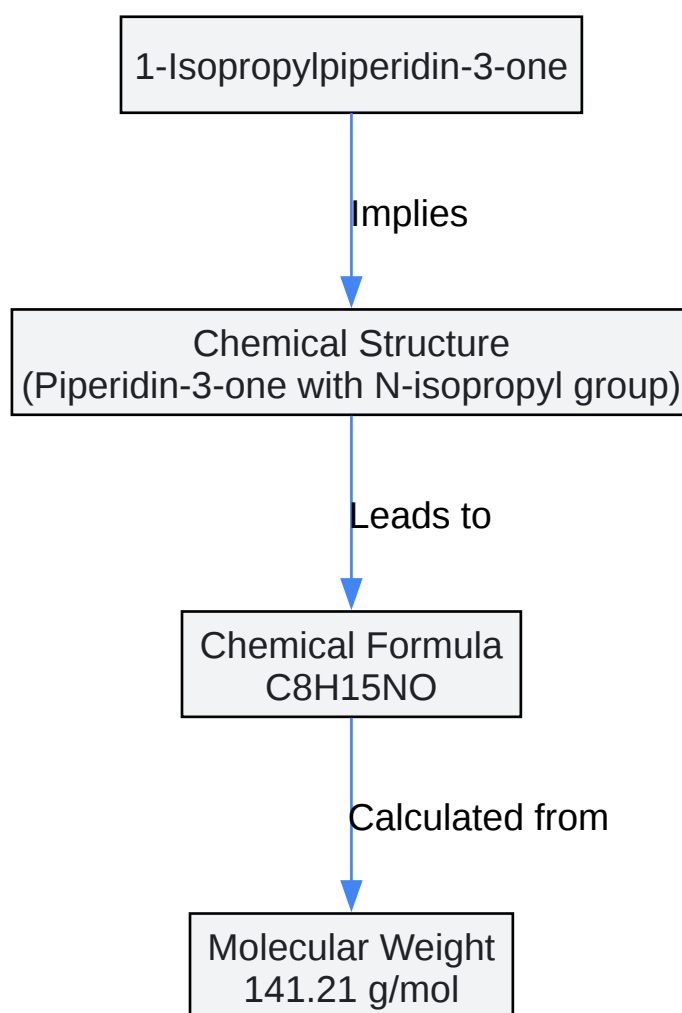 1-Isopropylpiperidin-3-one
Implies
Chemical Structure
(Piperidin-3-one with N-isopropyl group)
Leads to
Chemical Formula
C8H15NO
Calculated from
Molecular Weight
141.21 g/mol